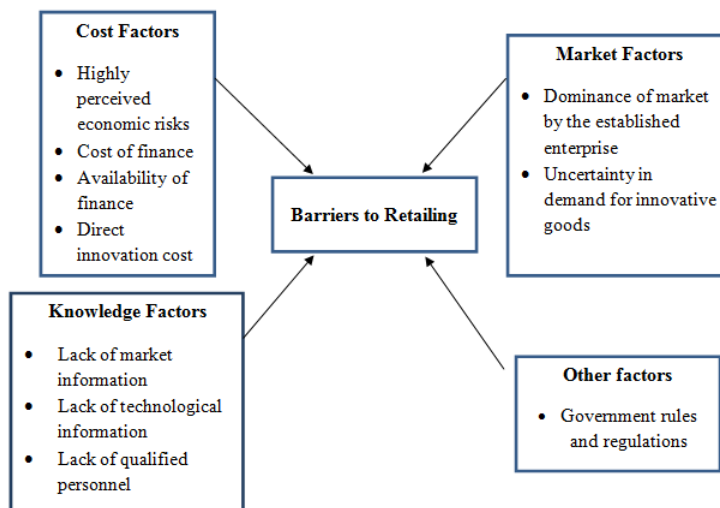 Cost Factors
• Highly
perceived
economic risks
• Cost of finance
• Availability of
finance
• Direct
innovation cost
Market Factors
• Dominance of market
by the established
enterprise
• Uncertainty in
demand for innovative
goods
Barriers to Retailing
Knowledge Factors
• Lack of market
information
• Lack of technological
information
• Lack of qualified
personnel
Other factors
• Government rules
and regulations